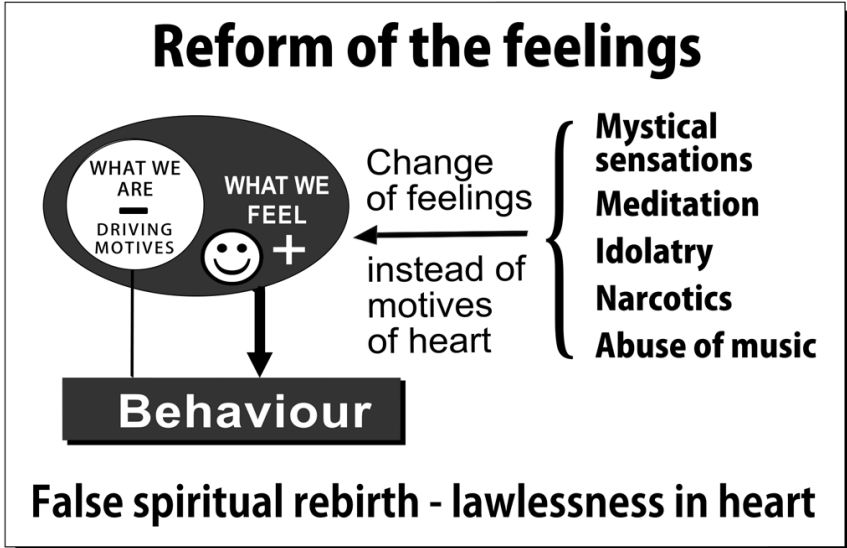 Reform of the feelings
WHAT WE
ARE
DRIVING
MOTIVES
WHAT WE
FEEL
+
Change
of feelings
instead of
motives
of heart
Mystical
sensations
Meditation
Idolatry
Narcotics
Abuse of music
Behaviour
False spiritual rebirth - lawlessness in heart